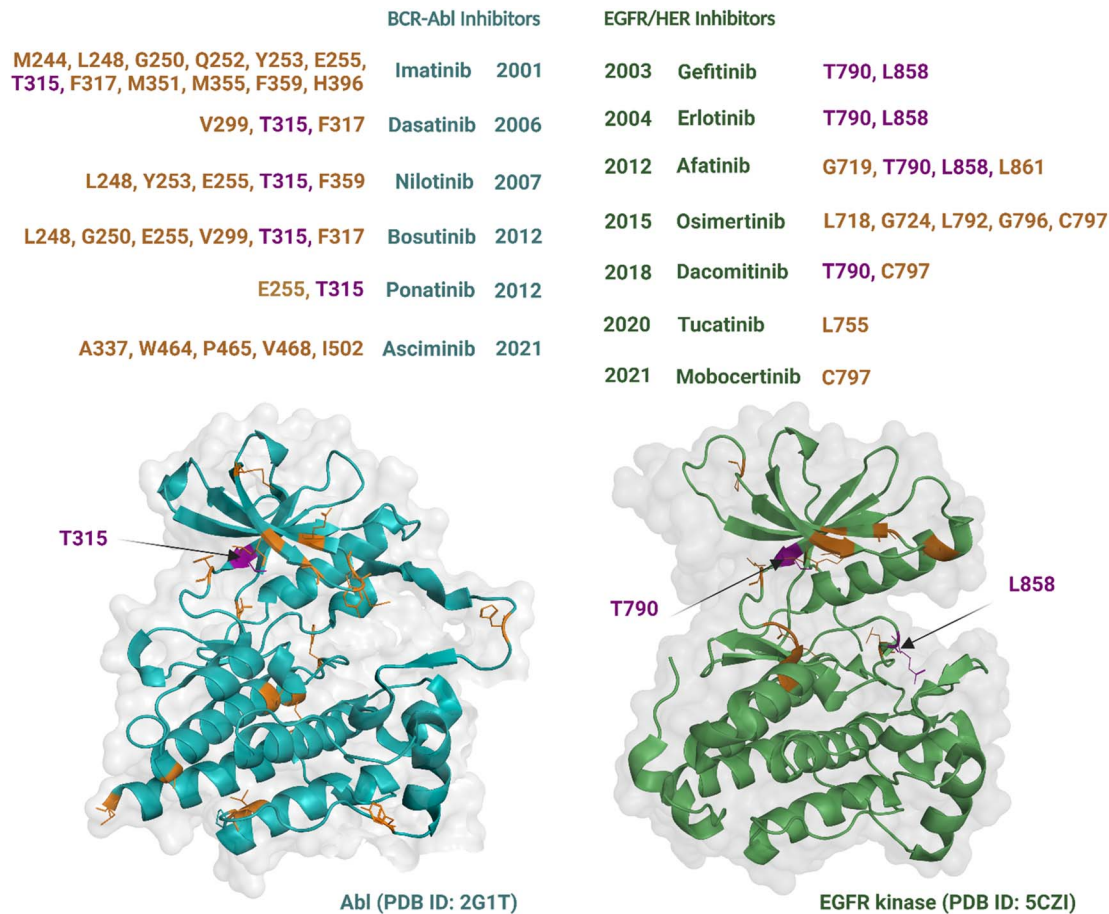 BCR-Abl Inhibitors
M244, L248, G250, Q252, Y253, E255,
T315, F317, M351, M355, F359, H396
Imatinib 2001
V299, T315, F317 Dasatinib 2006
L248, Y253, E255, T315, F359 Nilotinib 2007
L248, G250, E255, V299, T315, F317 Bosutinib 2012
E255, T315 Ponatinib 2012
A337, W464, P465, V468, I502 Asciminib 2021
EGFR/HER Inhibitors
2003 Gefitinib T790, L858
2004 Erlotinib T790, L858
2012 Afatinib G719, T790, L858, L861
2015 Osimertinib L718, G724, L792, G796, C797
2018 Dacomitinib T790, C797
2020 Tucatinib L755
2021 Mobocertinib C797
T315
T790
L858
Abl (PDB ID: 2G1T)
EGFR kinase (PDB ID: 5CZI)